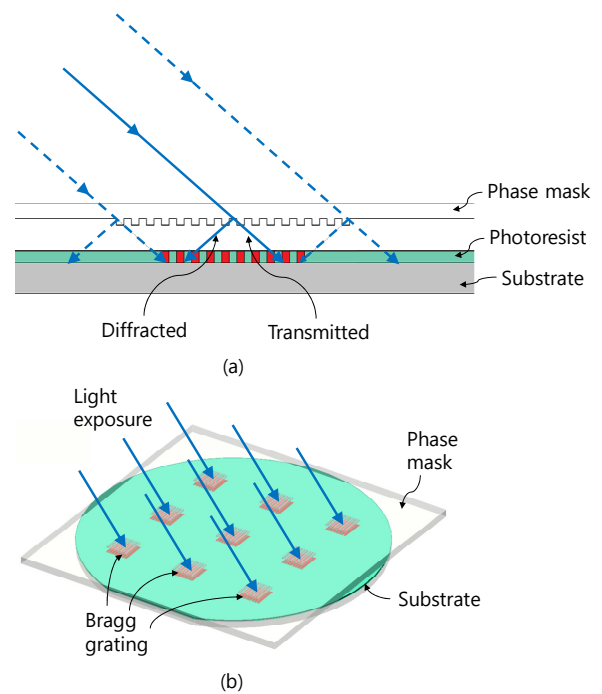 Phase mask
Photoresist
Substrate
Diffracted
Transmitted
(a)
Light
exposure
Phase
mask
Bragg
grating
Substrate
(b)